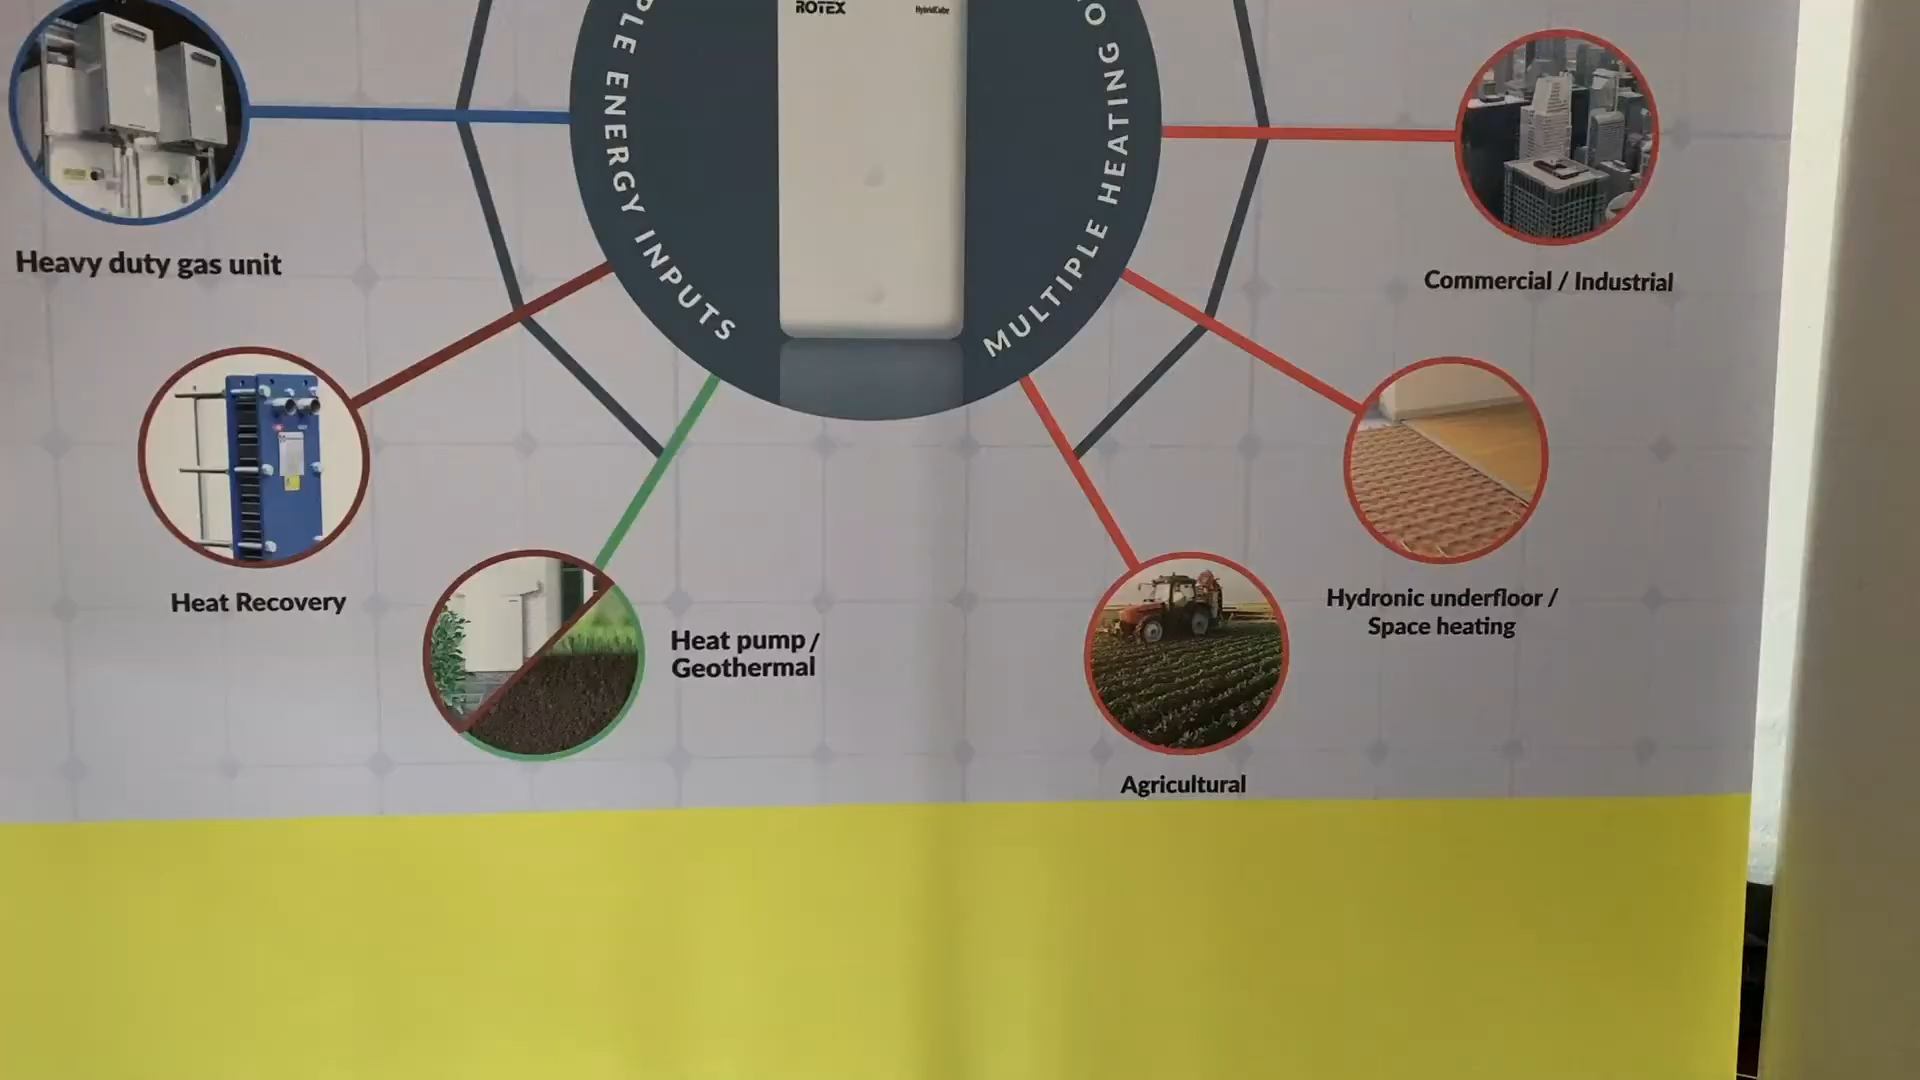 ROTEX
HybridCube
ENERGY INPUTS
MULTIPLE HEATING
Heavy duty gas unit
Commercial / Industrial
Heat Recovery
Hydronic underfloor /
Space heating
Heat pump /
Geothermal
Agricultural